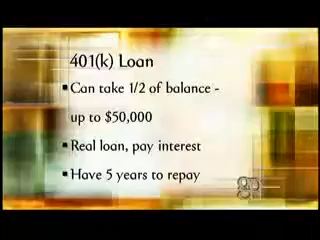 401(k) Loan
▪Can take 1/2 of balance -
up to $50,000
▪Real loan, pay interest
▪Have 5 years to repay